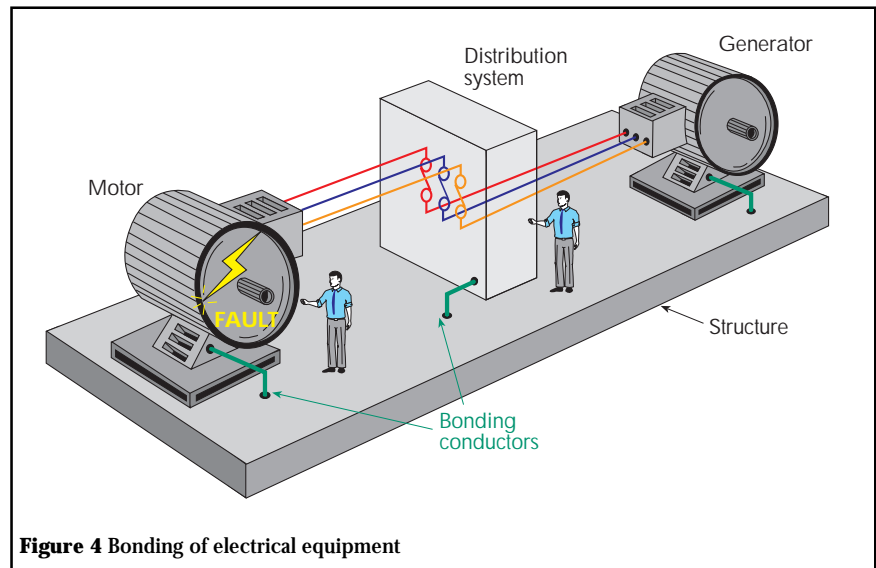 Generator
Distribution
system
Motor
FAULT
Structure
Bonding
conductors
Figure 4 Bonding of electrical equipment